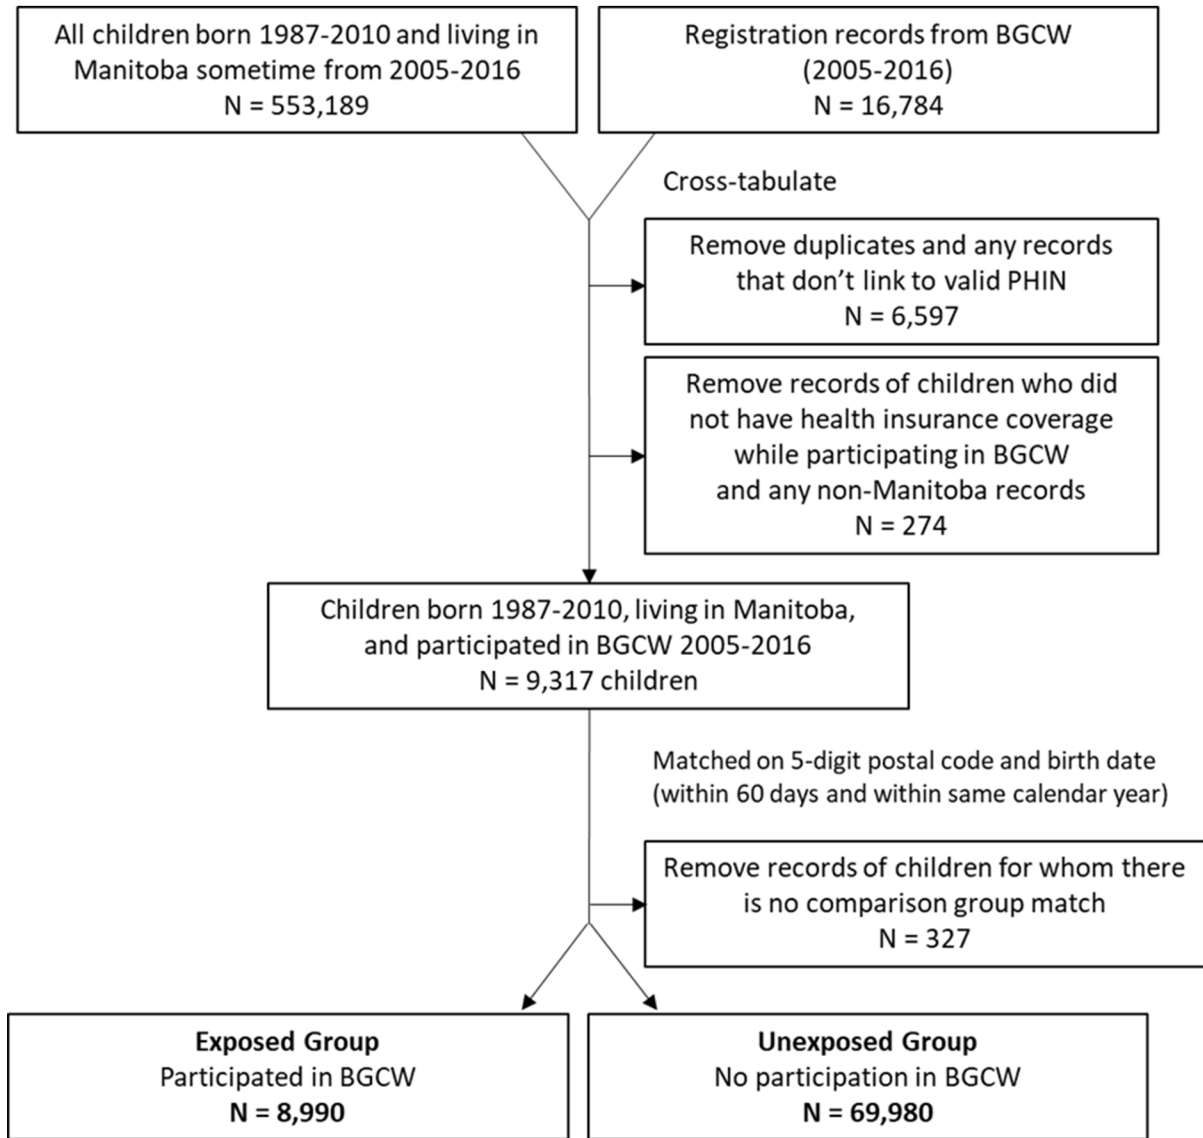 All children born 1987-2010 and living in
Manitoba sometime from 2005-2016
N = 553,189
Registration records from BGCW
(2005-2016)
N = 16,784
Cross-tabulate
Remove duplicates and any records
that don’t link to valid PHIN
N = 6,597
Remove records of children who did
not have health insurance coverage
while participating in BGCW
and any non-Manitoba records
N = 274
Children born 1987-2010, living in Manitoba,
and participated in BGCW 2005-2016
N = 9,317 children
Matched on 5-digit postal code and birth date
(within 60 days and within same calendar year)
Remove records of children for whom there
is no comparison group match
N = 327
Exposed Group
Participated in BGCW
N = 8,990
Unexposed Group
No participation in BGCW
N = 69,980